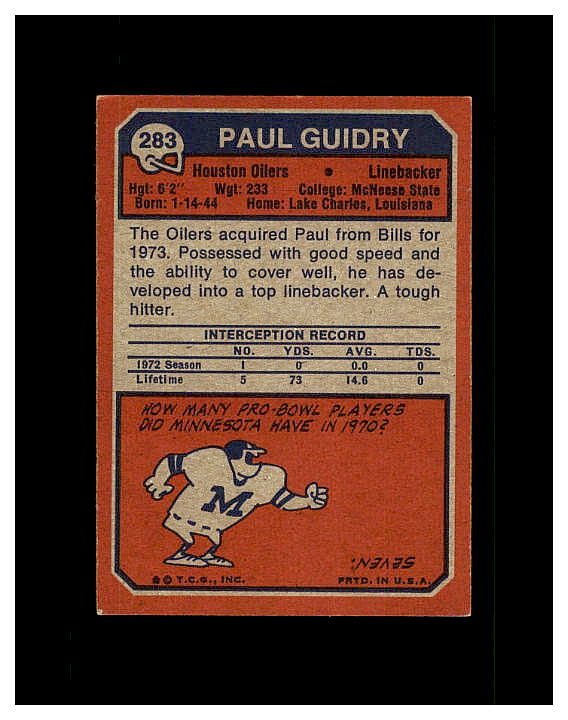 283 PAUL GUIDRY
Houston Oilers • Linebacker
Hgt: 6'2" Wgt: 233 College: McNeese State
Born: 1-14-44 Home: Lake Charles, Louisiana
The Oilers acquired Paul from Bills for
1973. Possessed with good speed and
the ability to cover well, he has de-
veloped into a top linebacker. A tough
hitter.
INTERCEPTION RECORD
NO. YDS. AVG. TDS.
1972 Season 1 0 0.0 0
Lifetime 5 73 14.6 0
HOW MANY PRO-BOWL PLAYERS
DID MINNESOTA HAVE IN 1970?
M
SEVEN.
© T.C.G., INC. PRTD. IN U.S.A.